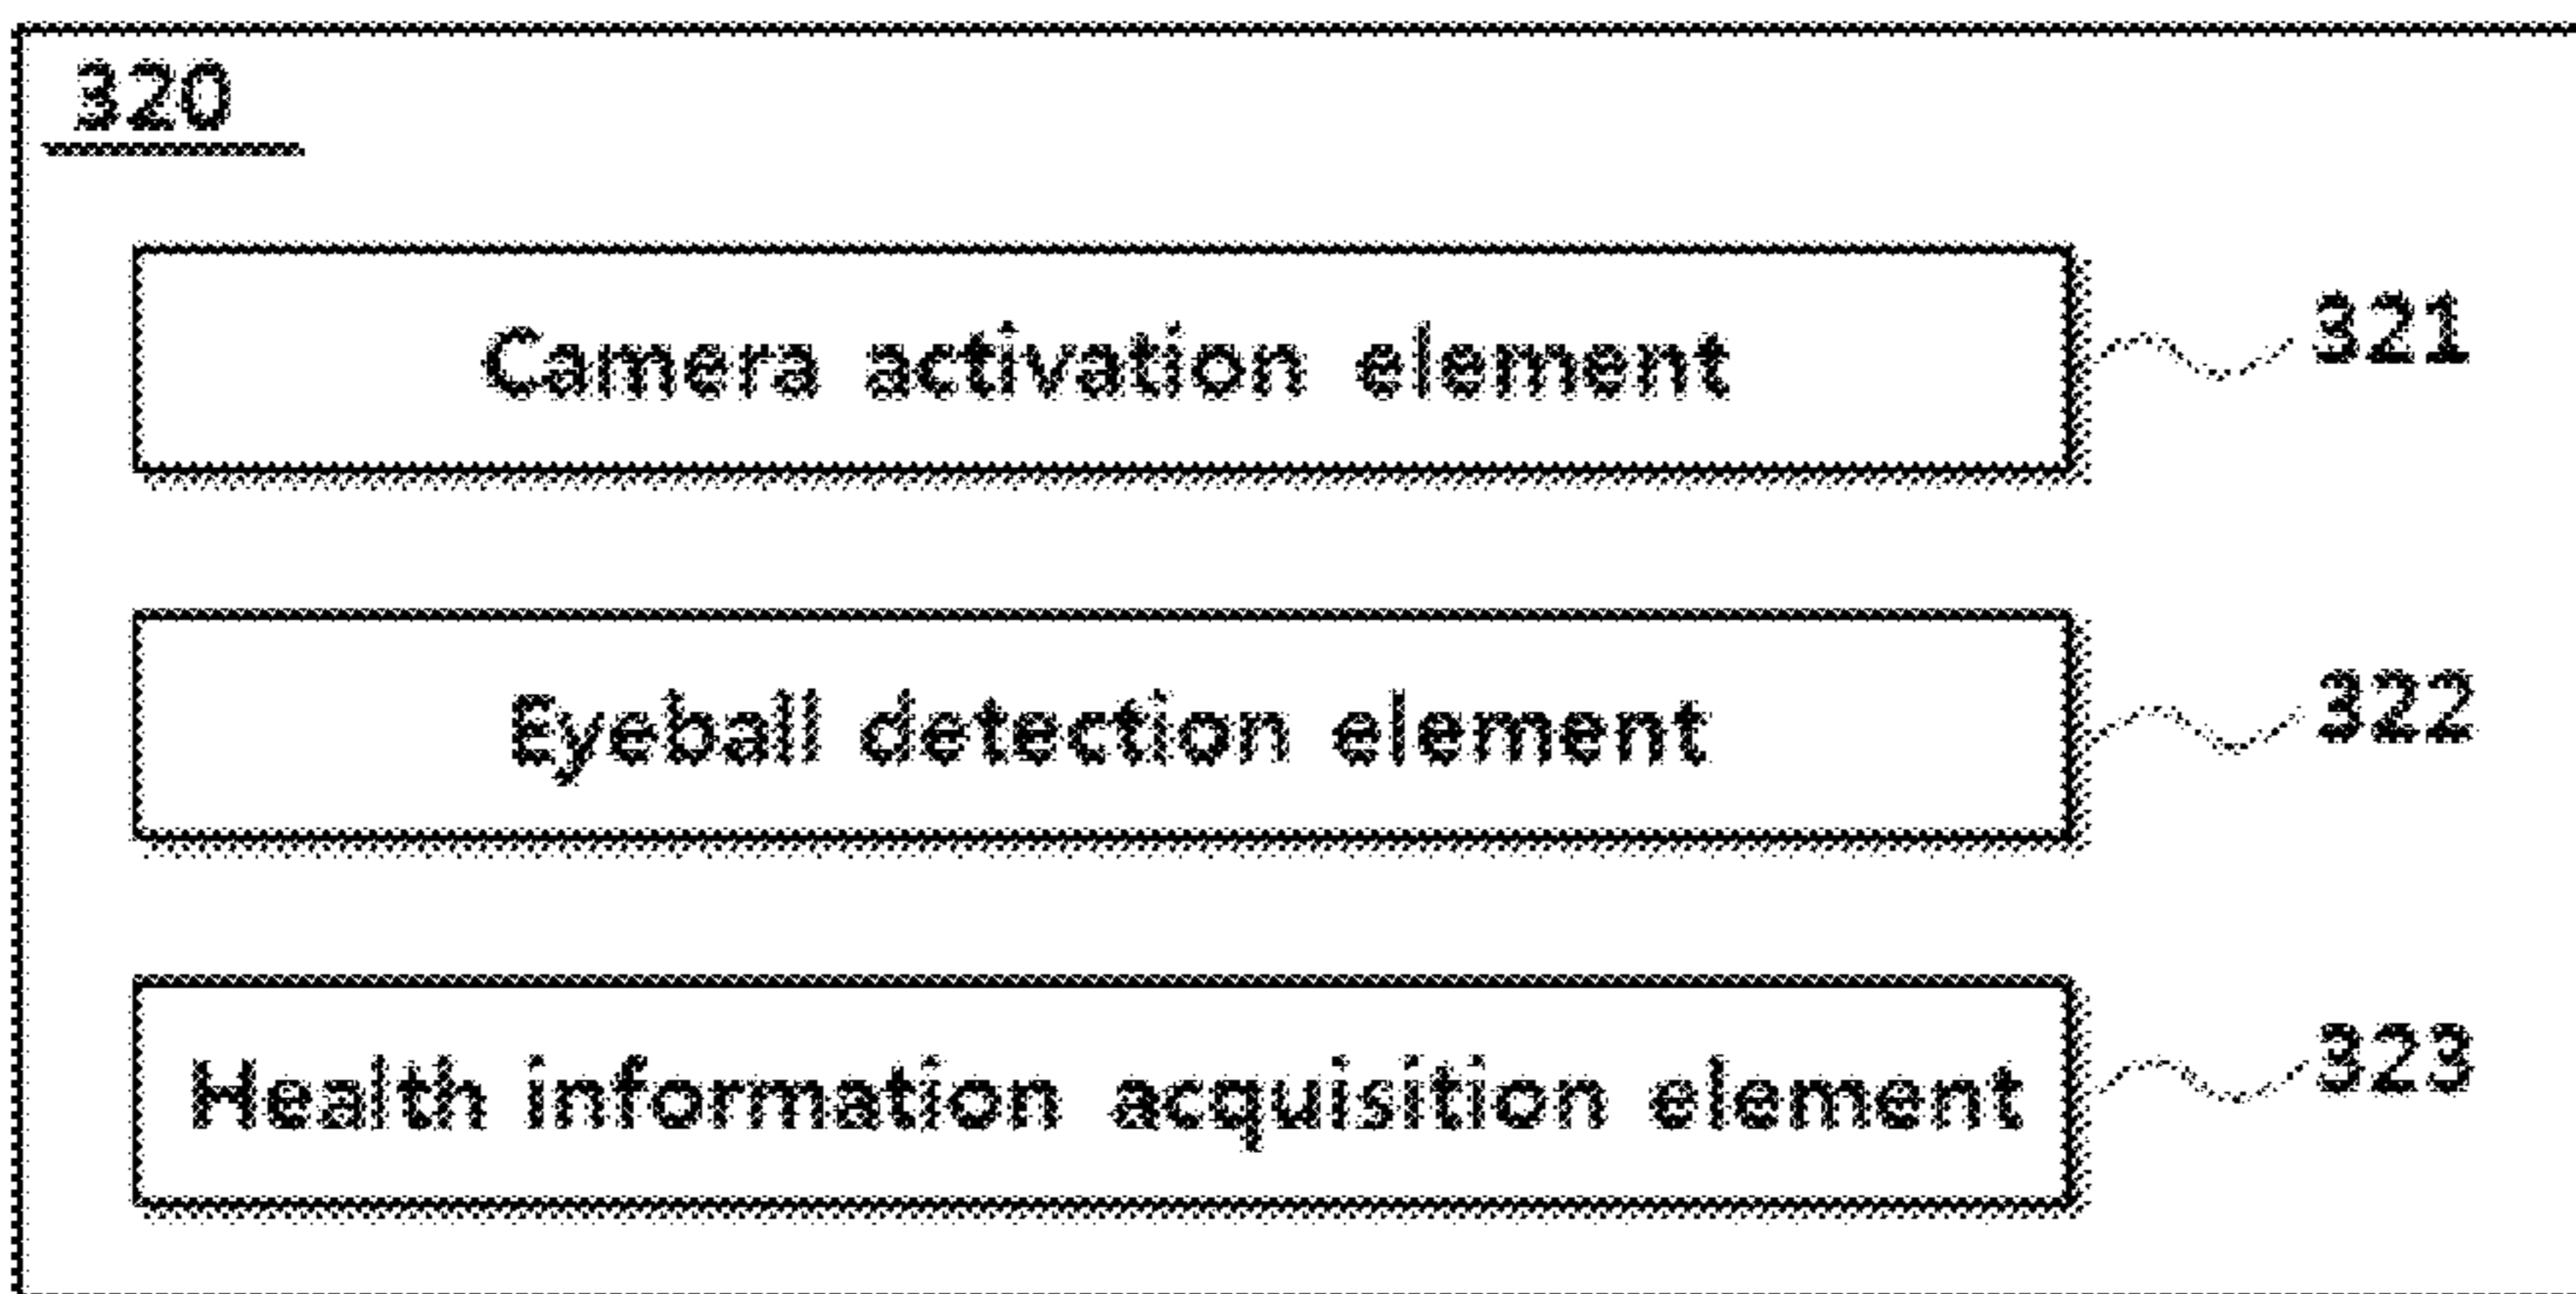 320
Camera activation element 321
Eyeball detection element 322
Health information acquisition element 323